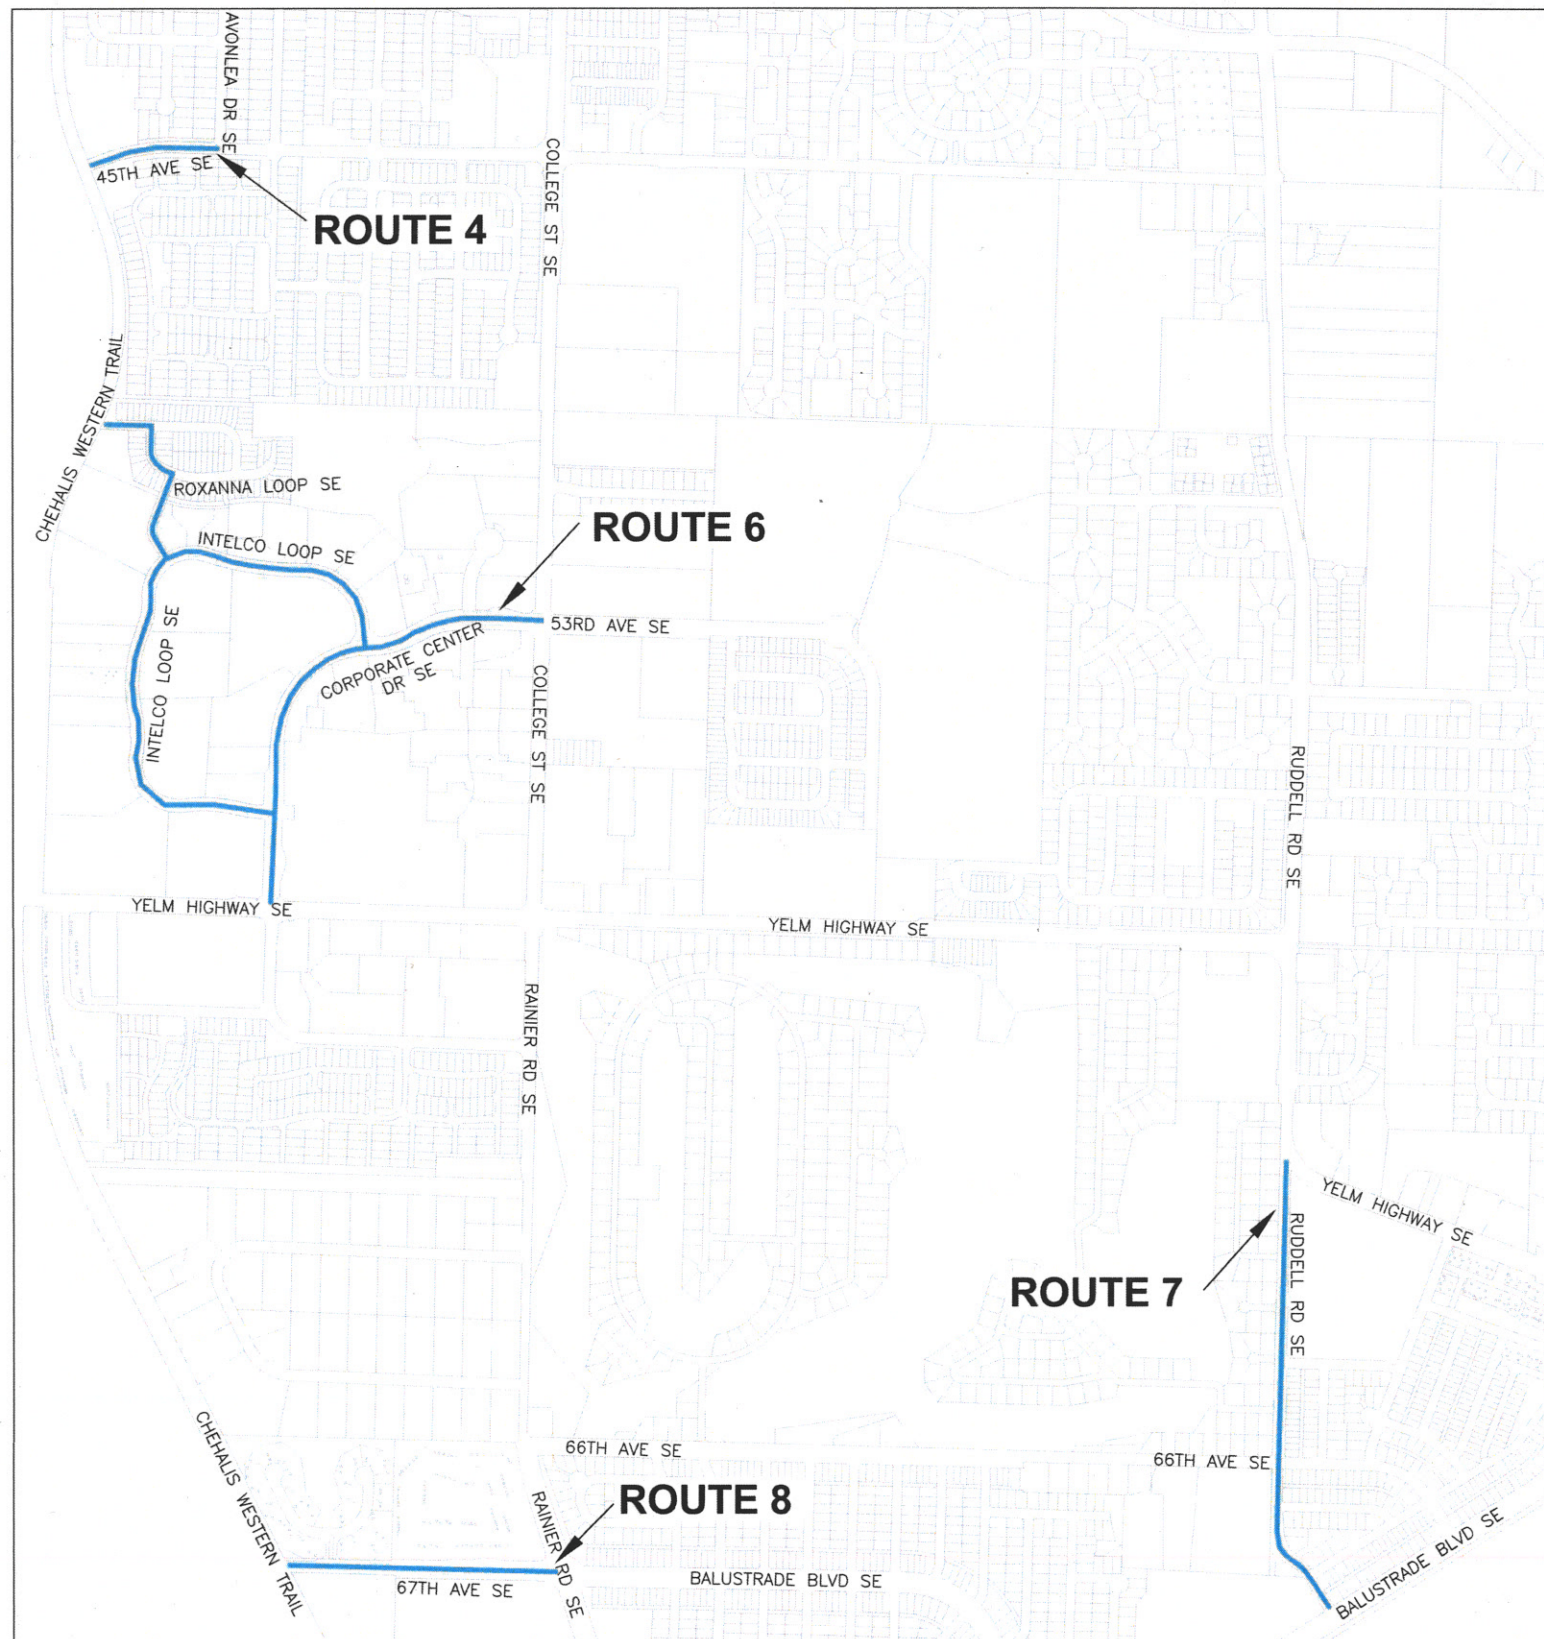 AVONLEA DR SE
45TH AVE SE
COLLEGE ST SE
ROUTE 4
CHEHALIS WESTERN TRAIL
ROXANNA LOOP SE
ROUTE 6
INTELCO LOOP SE
53RD AVE SE
CORPORATE CENTER
DR SE
INTELCO LOOP SE
COLLEGE ST SE
RUDDELL RD SE
YELM HIGHWAY SE
YELM HIGHWAY SE
RAINIER RD SE
YELM HIGHWAY SE
RUDDELL RD SE
ROUTE 7
CHEHALIS WESTERN TRAIL
66TH AVE SE
66TH AVE SE
ROUTE 8
RAINIER RD SE
67TH AVE SE
BALUSTRADE BLVD SE
BALUSTRADE BLVD SE